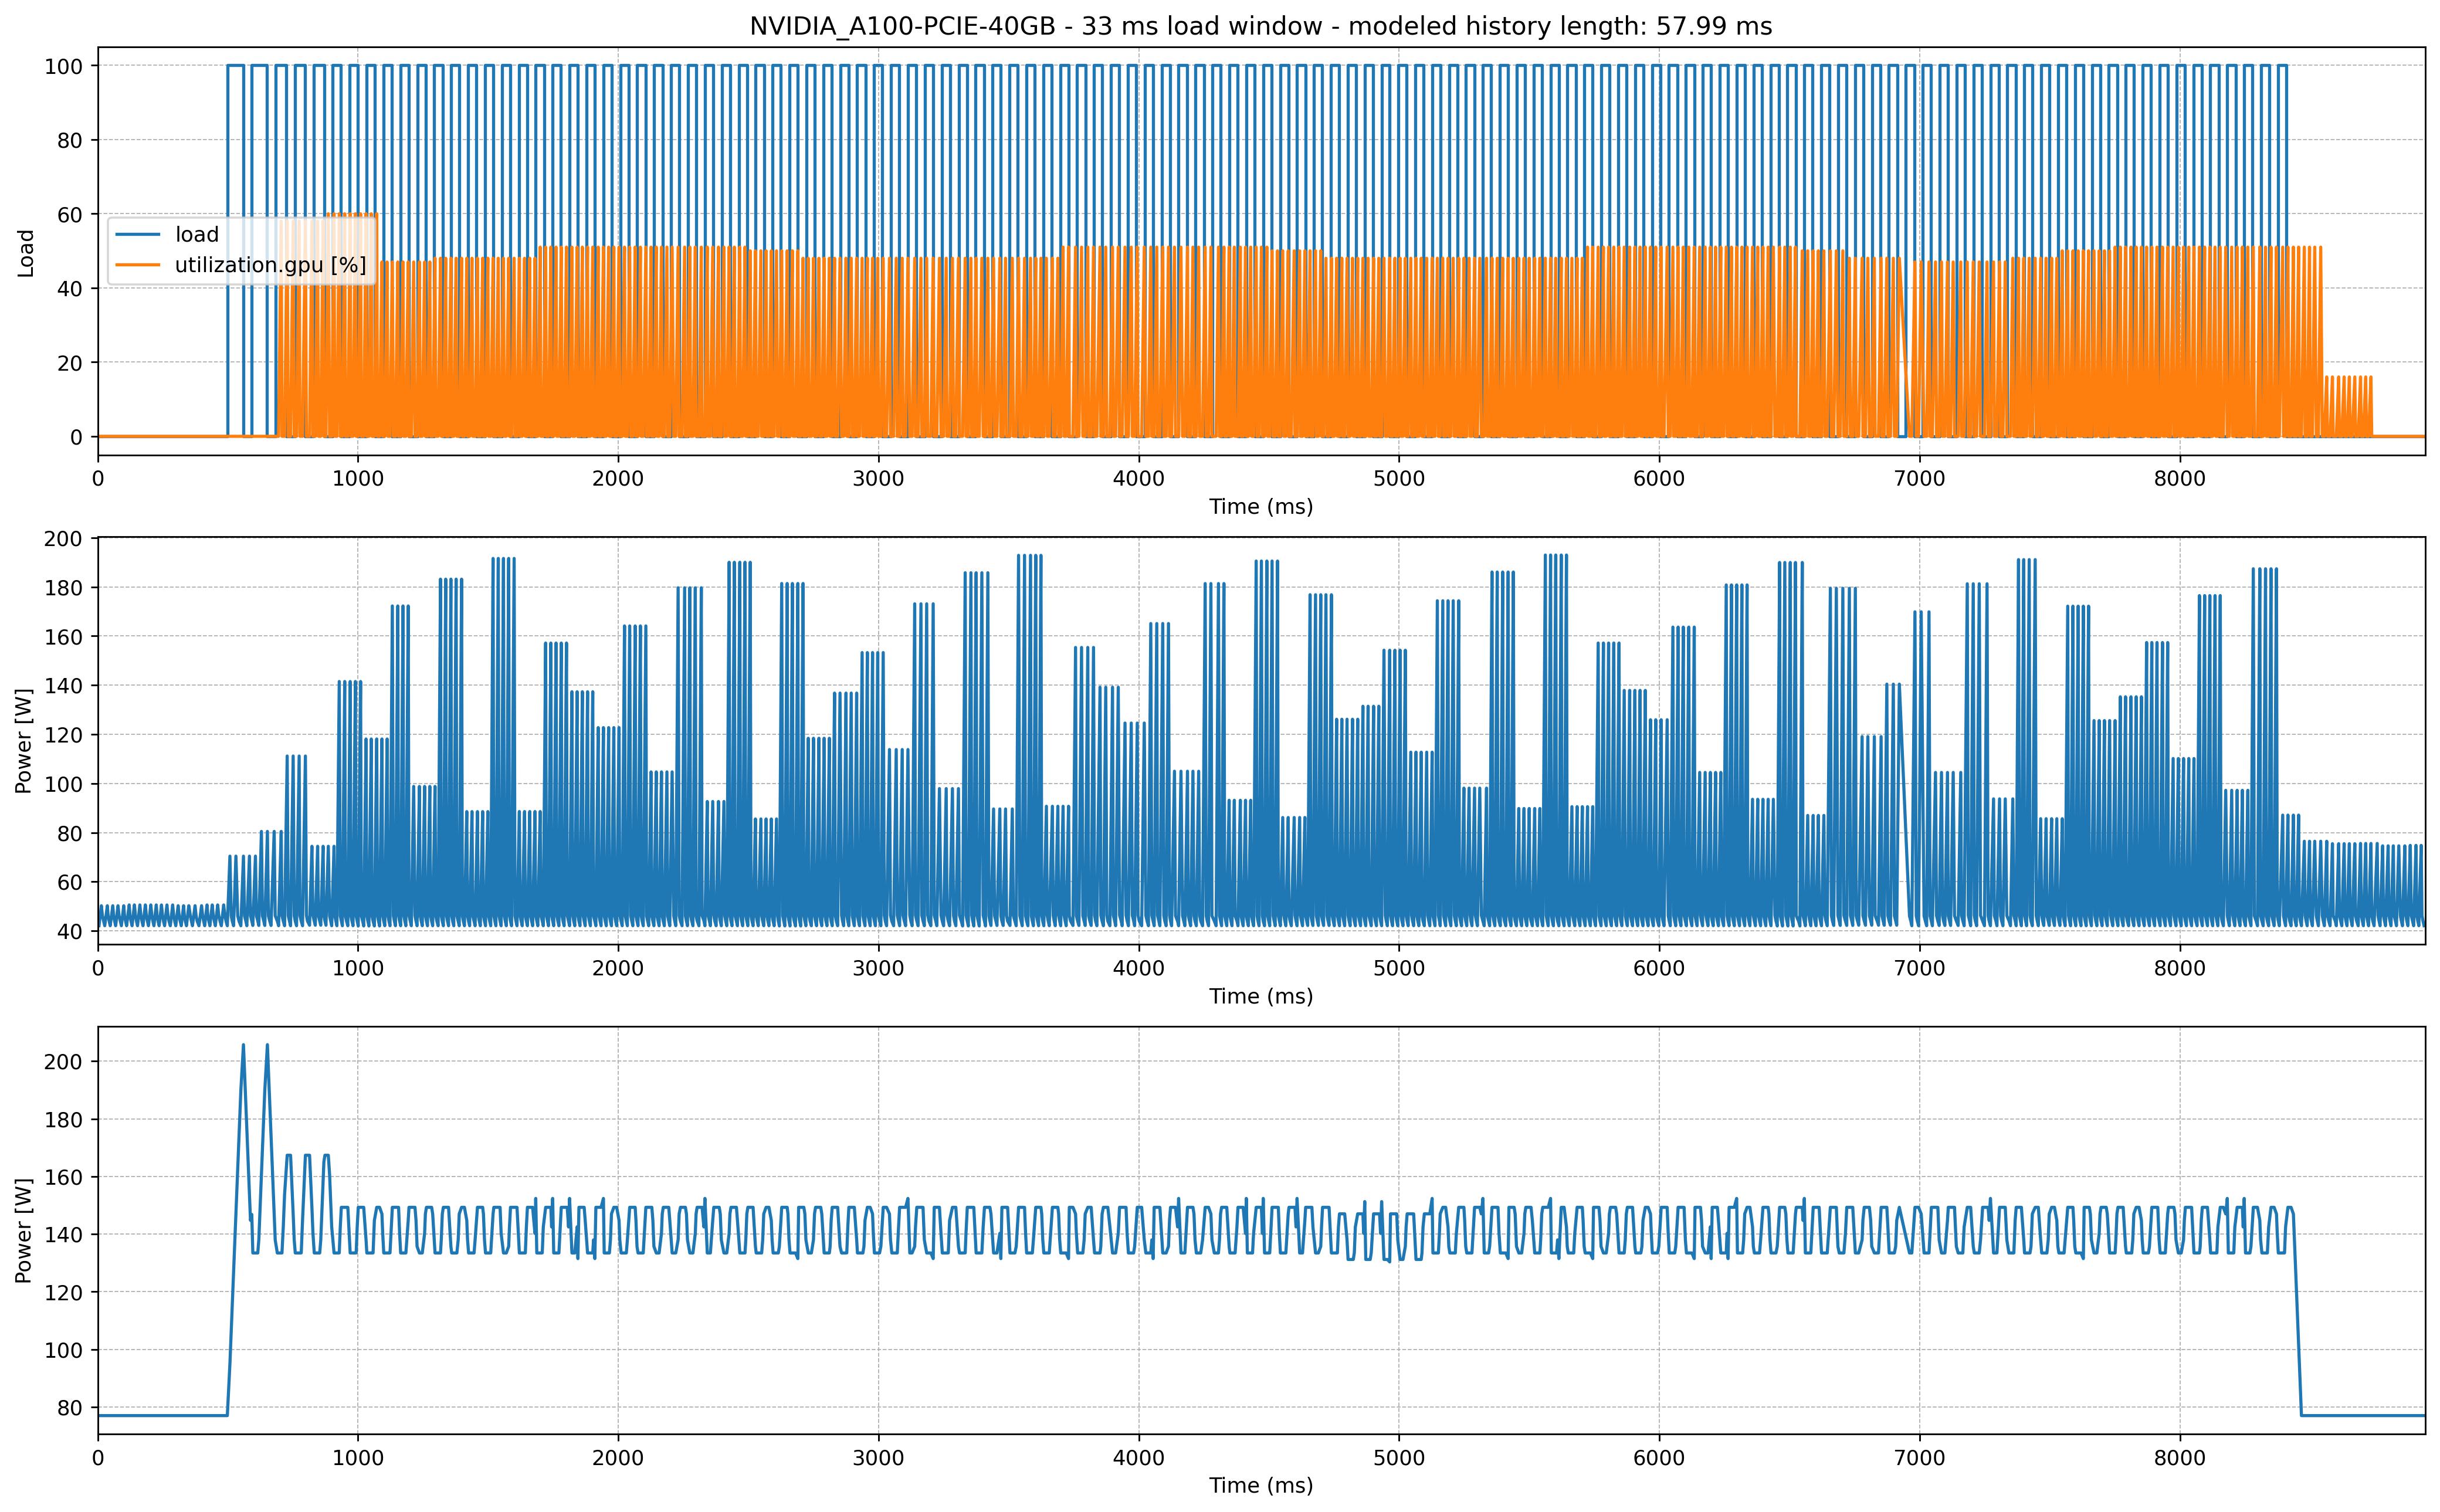 NVIDIA_A100-PCIE-40GB - 33 ms load window - modeled history length: 57.99 ms
100
80
60
40
20
0
Load
load
utilization.gpu [%]
0 1000 2000 3000 4000 5000 6000 7000 8000
Time (ms)
200
180
160
140
120
100
80
60
40
Power [W]
0 1000 2000 3000 4000 5000 6000 7000 8000
Time (ms)
200
180
160
140
120
100
80
Power [W]
0 1000 2000 3000 4000 5000 6000 7000 8000
Time (ms)